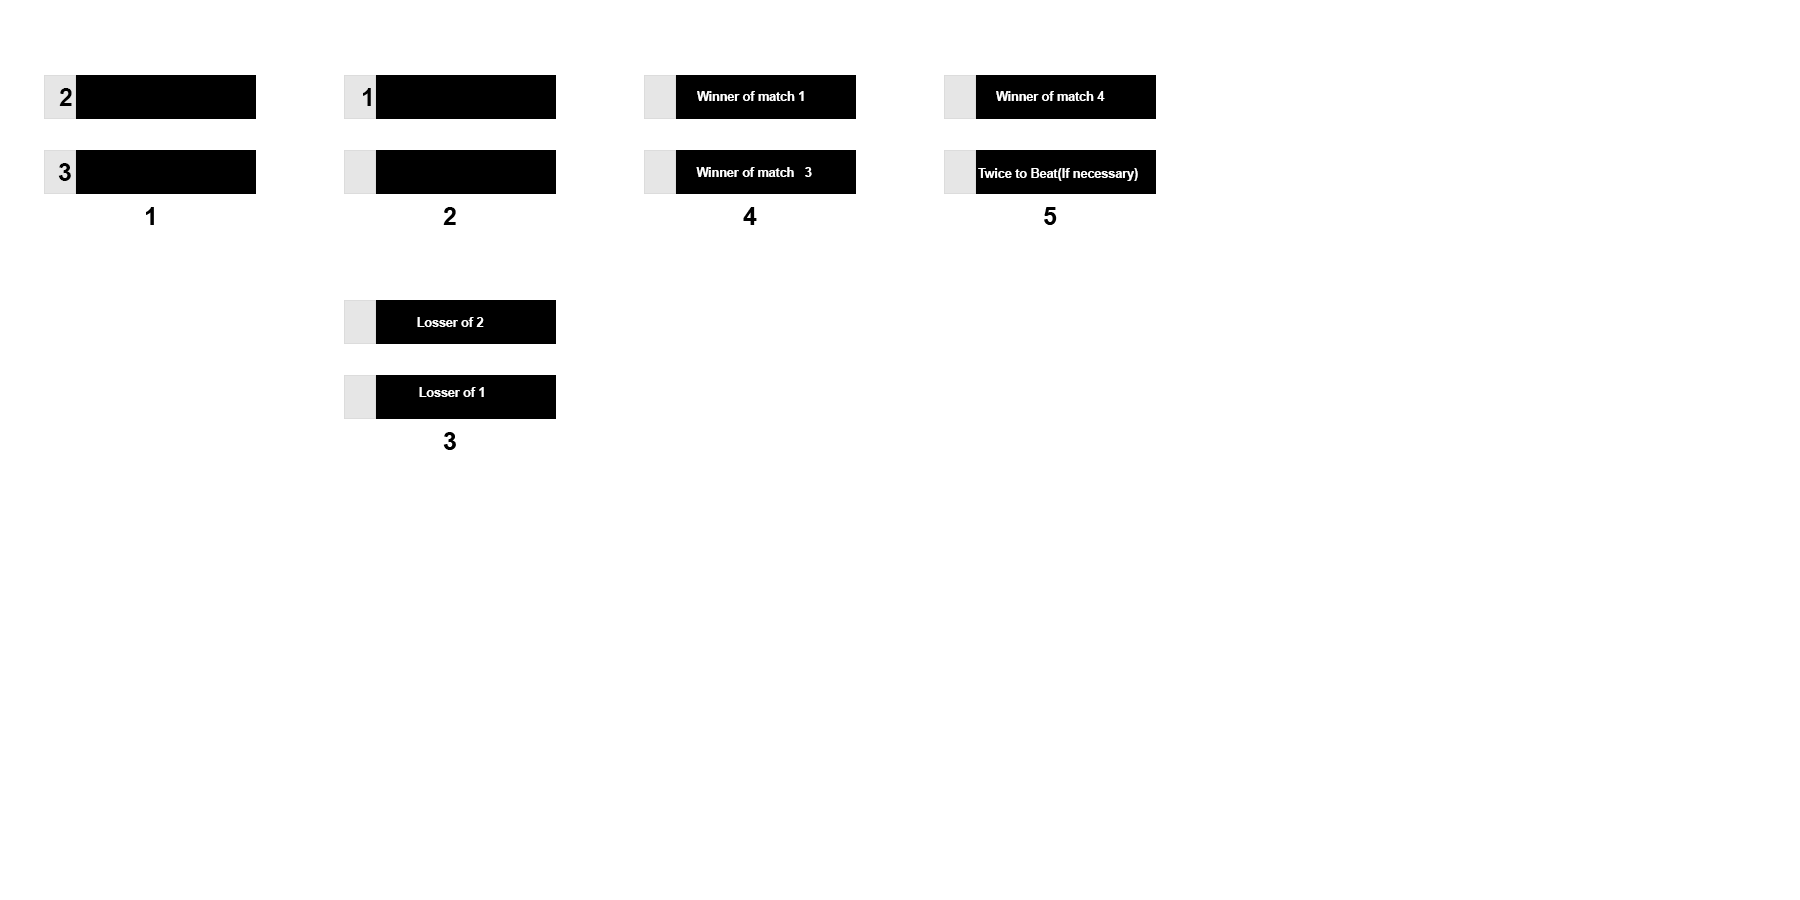 2
3
1
1
2
Winner of match 1
Winner of match 3
4
Winner of match 4
Twice to Beat(If necessary)
5
Losser of 2
Losser of 1
3